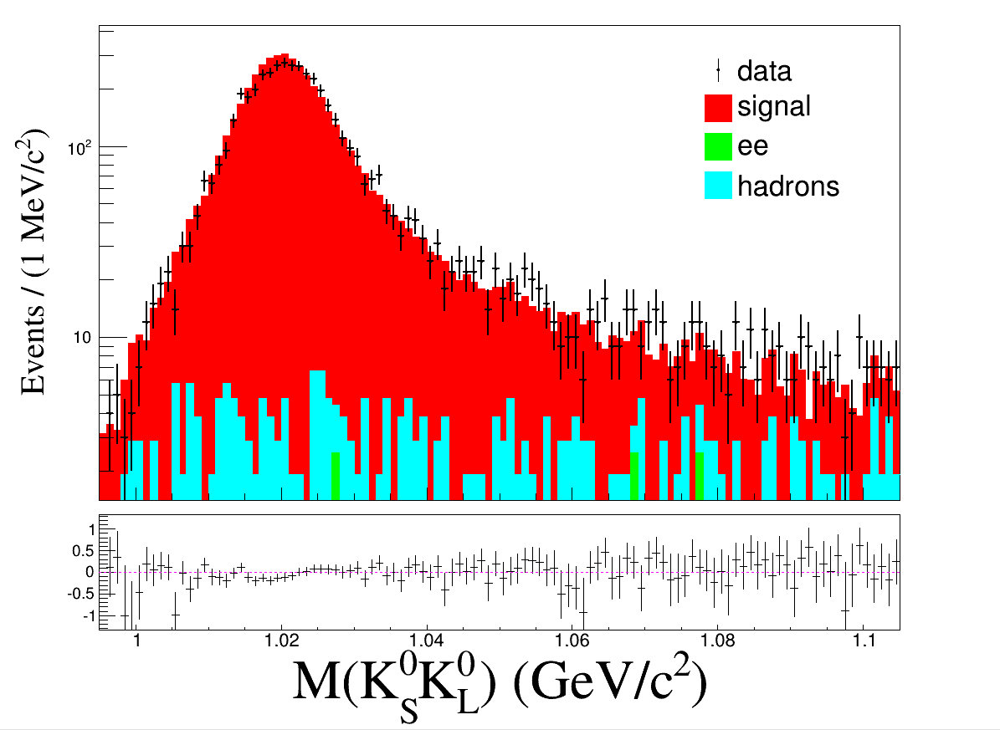 Events / (1 MeV/c²)
10²
10
data
signal
ee
hadrons
1
0.5
0
-0.5
-1
1 1.02 1.04 1.06 1.08 1.1
M(K⁰_S K⁰_L) (GeV/c²)